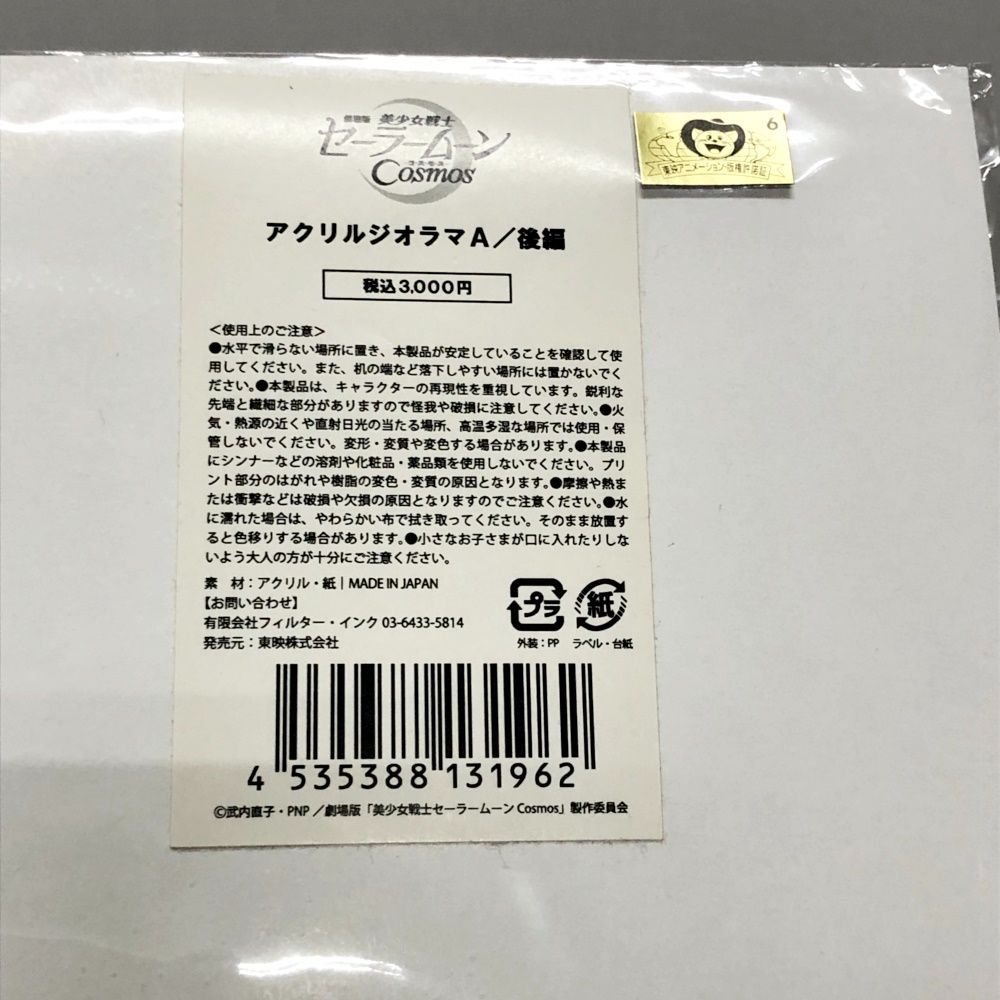 劇場版 美少女戦士
セーラームーン
コスモス
Cosmos
6
東映アニメーション・版権許諾証
アクリルジオラマA／後編
税込3,000円
＜使用上のご注意＞
●水平で滑らない場所に置き、本製品が安定していることを確認して使
用してください。また、机の端など落下しやすい場所には置かないでく
ださい。●本製品は、キャラクターの再現性を重視しています。鋭利な
先端と繊細な部分がありますので怪我や破損に注意してください。●火
気・熱源の近くや直射日光の当たる場所、高温多湿な場所では使用・保
管しないでください。変形・変質や変色する場合があります。●本製品
にシンナーなどの溶剤や化粧品・薬品類を使用しないでください。プリ
ント部分のはがれや樹脂の変色・変質の原因となります。●摩擦や熱ま
たは衝撃などは破損や欠損の原因となりますのでご注意ください。●水
に濡れた場合は、やわらかい布で拭き取ってください。そのまま放置す
ると色移りする場合があります。●小さなお子さまが口に入れたりしな
いよう大人の方が十分にご注意ください。
素　材：アクリル・紙｜MADE IN JAPAN
【お問い合わせ】
有限会社フィルター・インク 03-6433-5814
発売元：東映株式会社
プラ
外装：PP
紙
ラベル・台紙
4 535388 131962
©武内直子・PNP／劇場版「美少女戦士セーラームーン Cosmos」製作委員会